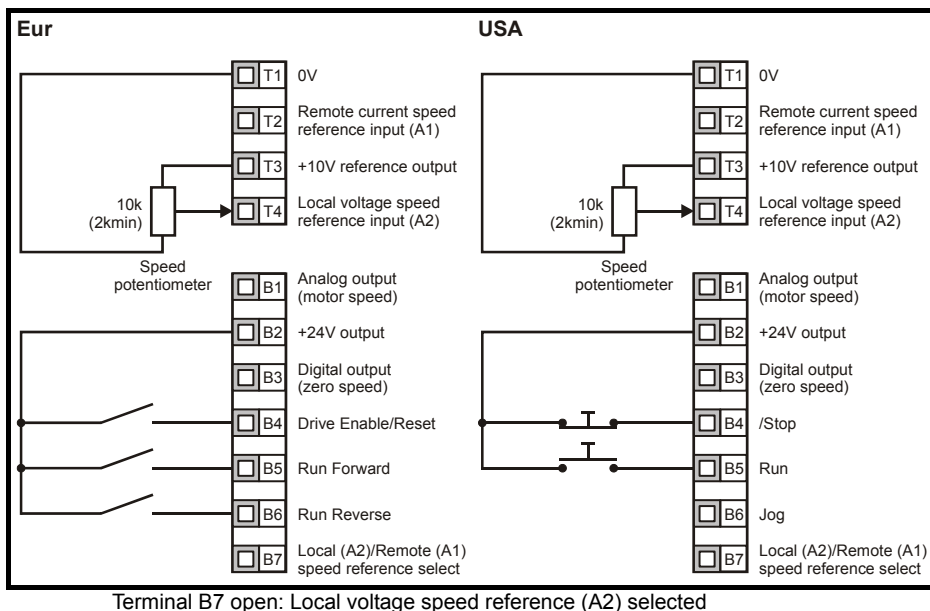 Eur
T1 0V
T2 Remote current speed
reference input (A1)
T3 +10V reference output
T4 Local voltage speed
reference input (A2)
10k
(2kmin)
Speed
potentiometer
B1 Analog output
(motor speed)
B2 +24V output
B3 Digital output
(zero speed)
B4 Drive Enable/Reset
B5 Run Forward
B6 Run Reverse
B7 Local (A2)/Remote (A1)
speed reference select
USA
T1 0V
T2 Remote current speed
reference input (A1)
T3 +10V reference output
T4 Local voltage speed
reference input (A2)
10k
(2kmin)
Speed
potentiometer
B1 Analog output
(motor speed)
B2 +24V output
B3 Digital output
(zero speed)
B4 /Stop
B5 Run
B6 Jog
B7 Local (A2)/Remote (A1)
speed reference select
Terminal B7 open: Local voltage speed reference (A2) selected